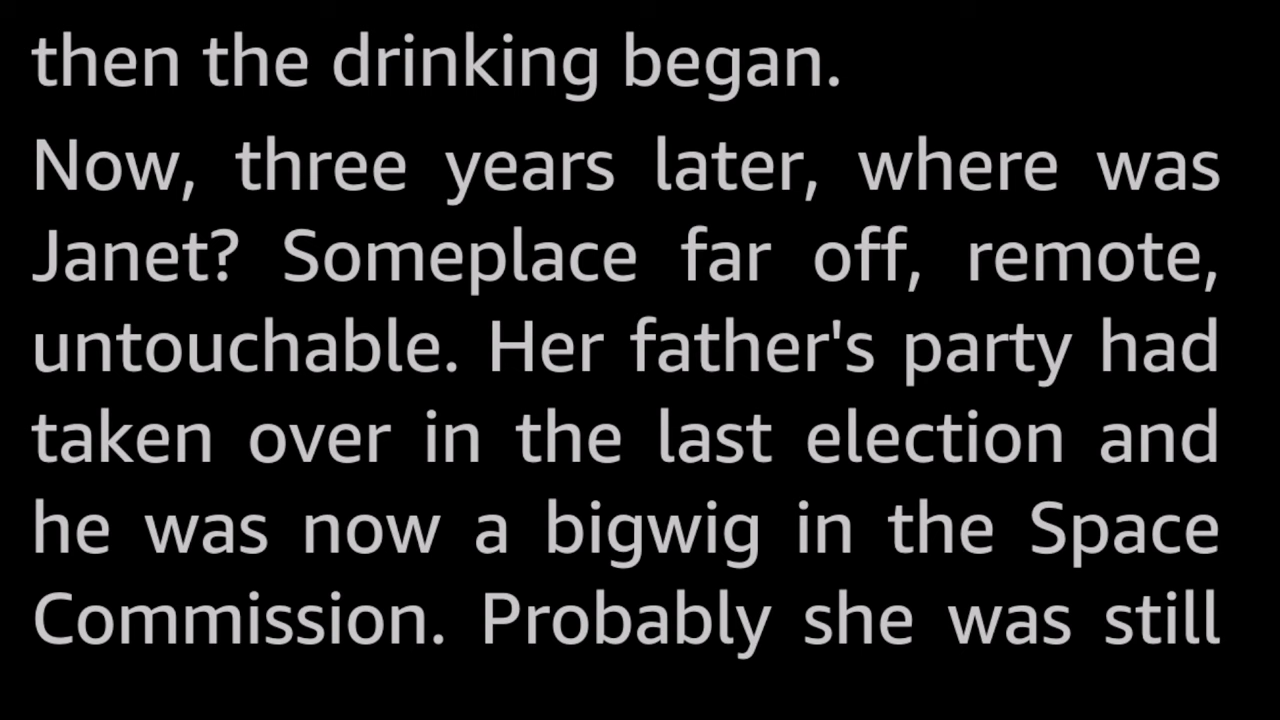 then the drinking began.
Now, three years later, where was
Janet? Someplace far off, remote,
untouchable. Her father's party had
taken over in the last election and
he was now a bigwig in the Space
Commission. Probably she was still